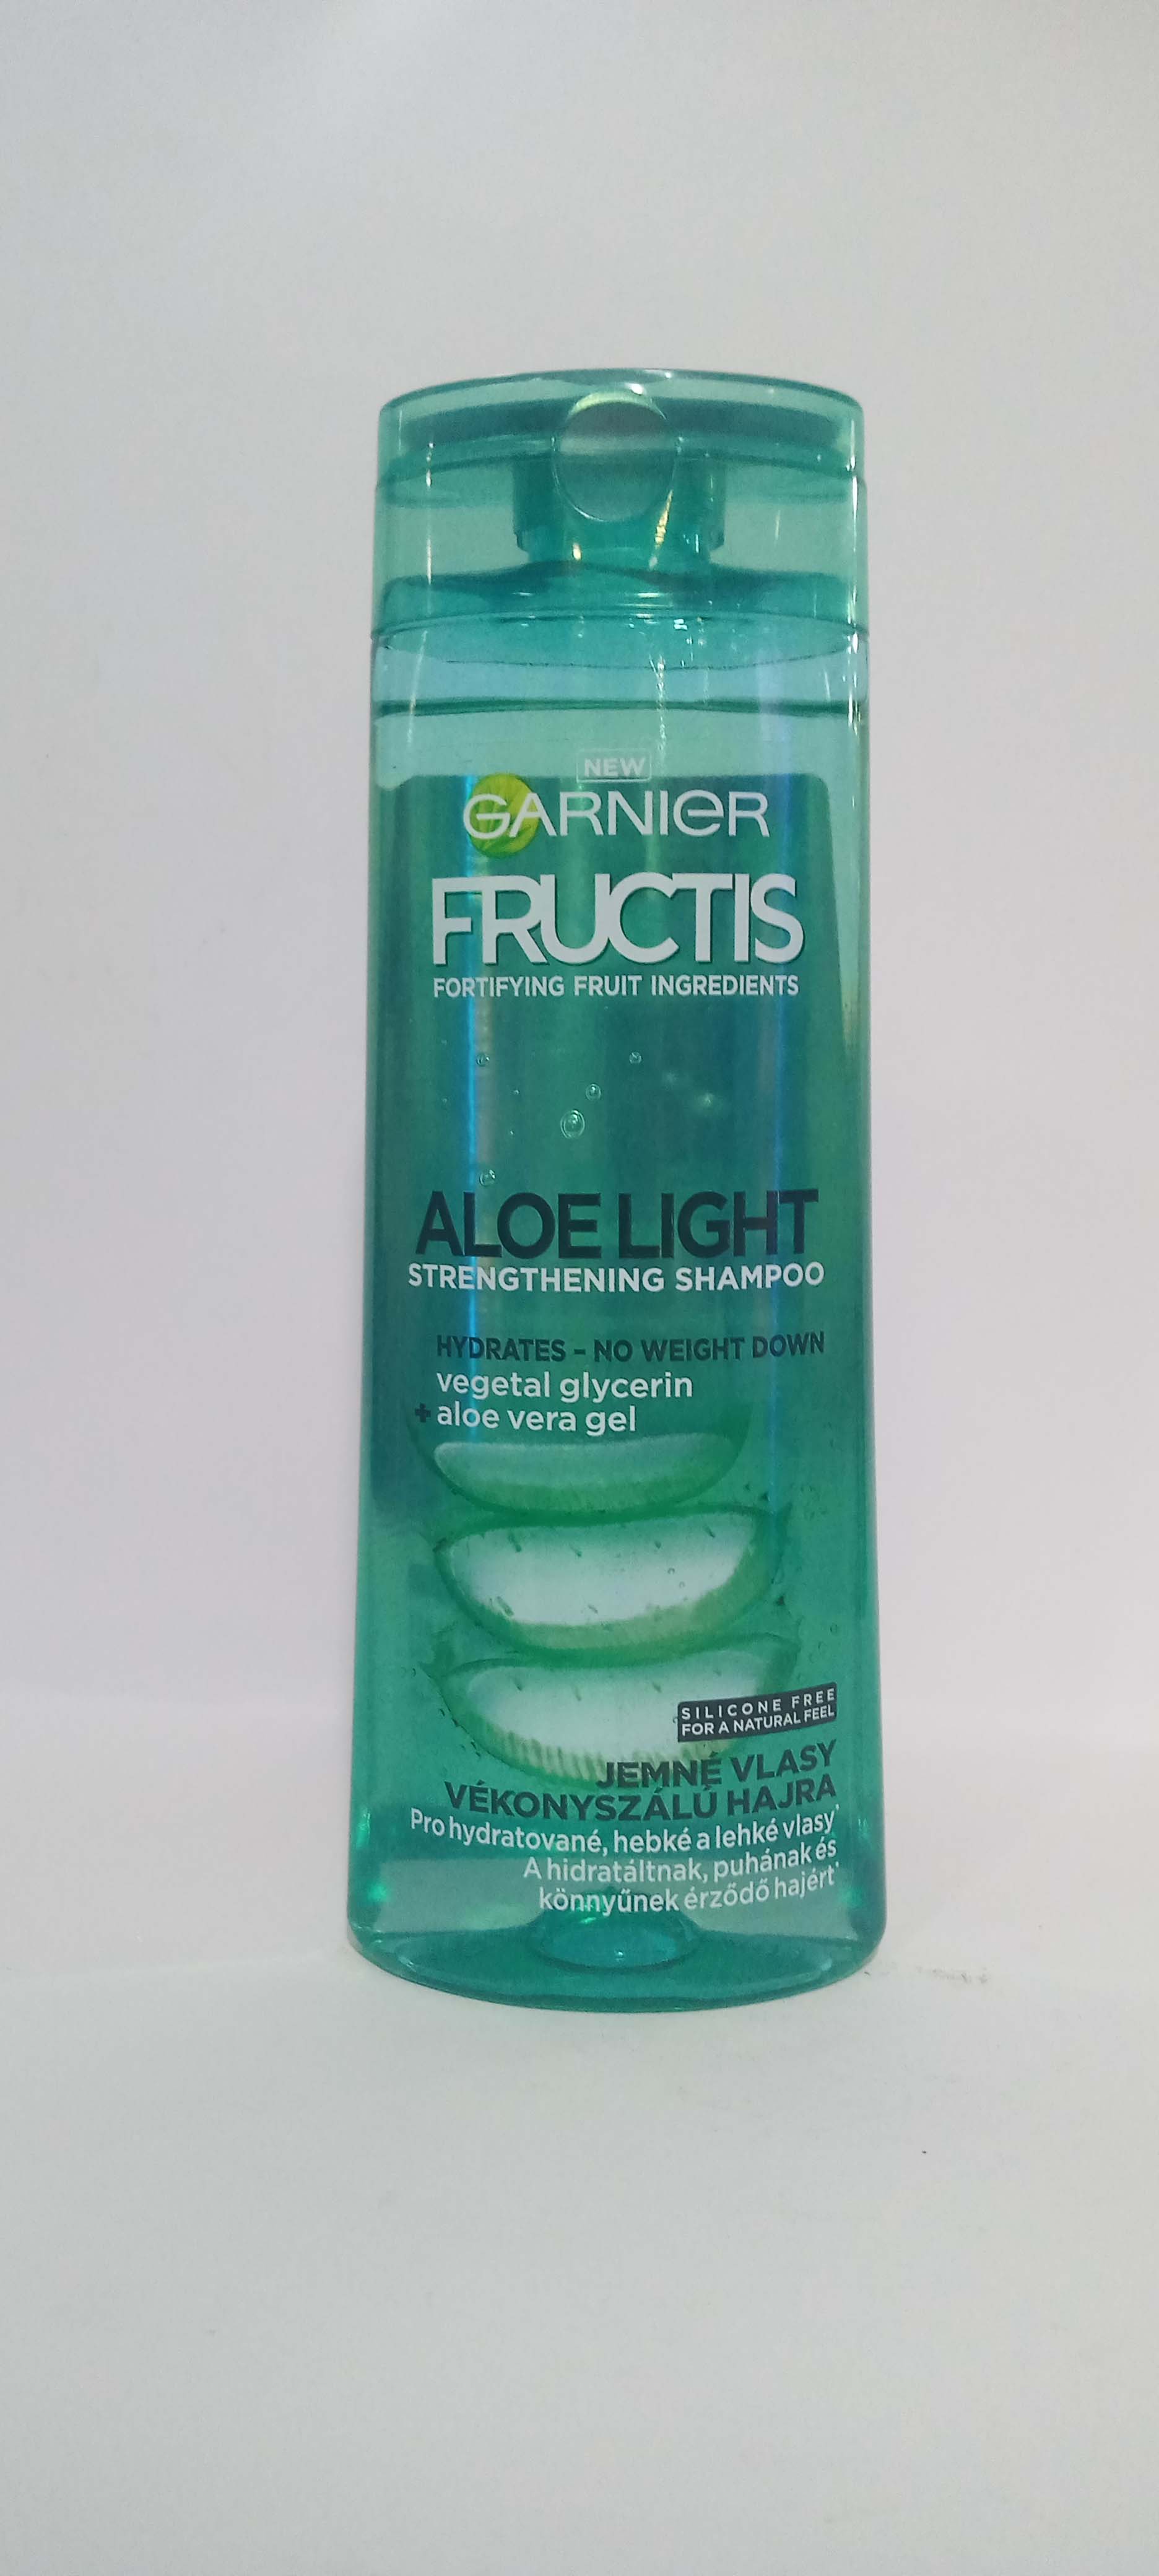 NEW
GARNIER
FRUCTIS
FORTIFYING FRUIT INGREDIENTS
ALOE LIGHT
STRENGTHENING SHAMPOO
HYDRATES - NO WEIGHT DOWN
vegetal glycerin
+ aloe vera gel
SILICONE FREE
FOR A NATURAL FEEL
JEMNÉ VLASY
VÉKONYSZÁLÚ HAJRA
Pro hydratované, hebké a lehké vlasy*
A hidratáltnak, puhának és
könnyűnek érződő hajért*